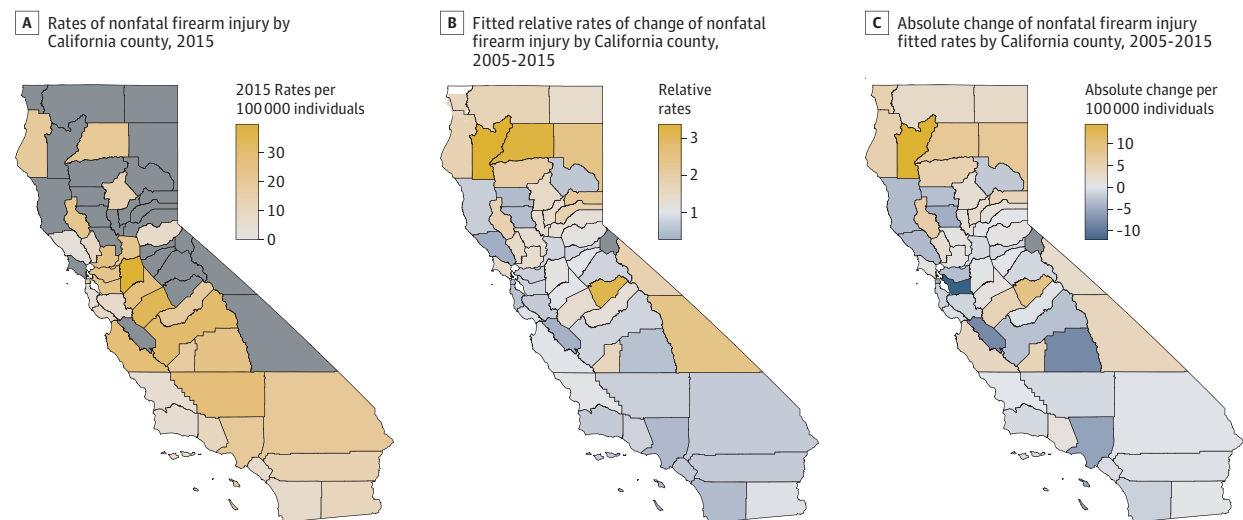 A Rates of nonfatal firearm injury by
California county, 2015
2015 Rates per
100 000 individuals
30
20
10
0
B Fitted relative rates of change of nonfatal
firearm injury by California county,
2005-2015
Relative
rates
3
2
1
C Absolute change of nonfatal firearm injury
fitted rates by California county, 2005-2015
Absolute change per
100 000 individuals
10
5
0
-5
-10